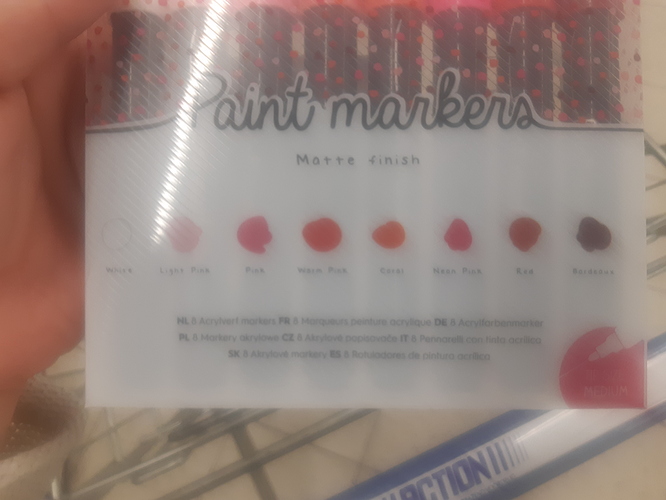 Paint markers
Matte finish
White Light Pink Pink Warm Pink Coral Neon Pink Red Bordeaux
NL 8 Acrylverf markers FR 8 Marqueurs peinture acrylique DE 8 Acrylfarbenmarker
PL 8 Markery akrylowe CZ 8 Akrylové popisovače IT 8 Pennarelli con tinta acrilica
SK 8 Akrylové markery ES 8 Rotuladores de pintura acrílica
MEDIUM
ACTION